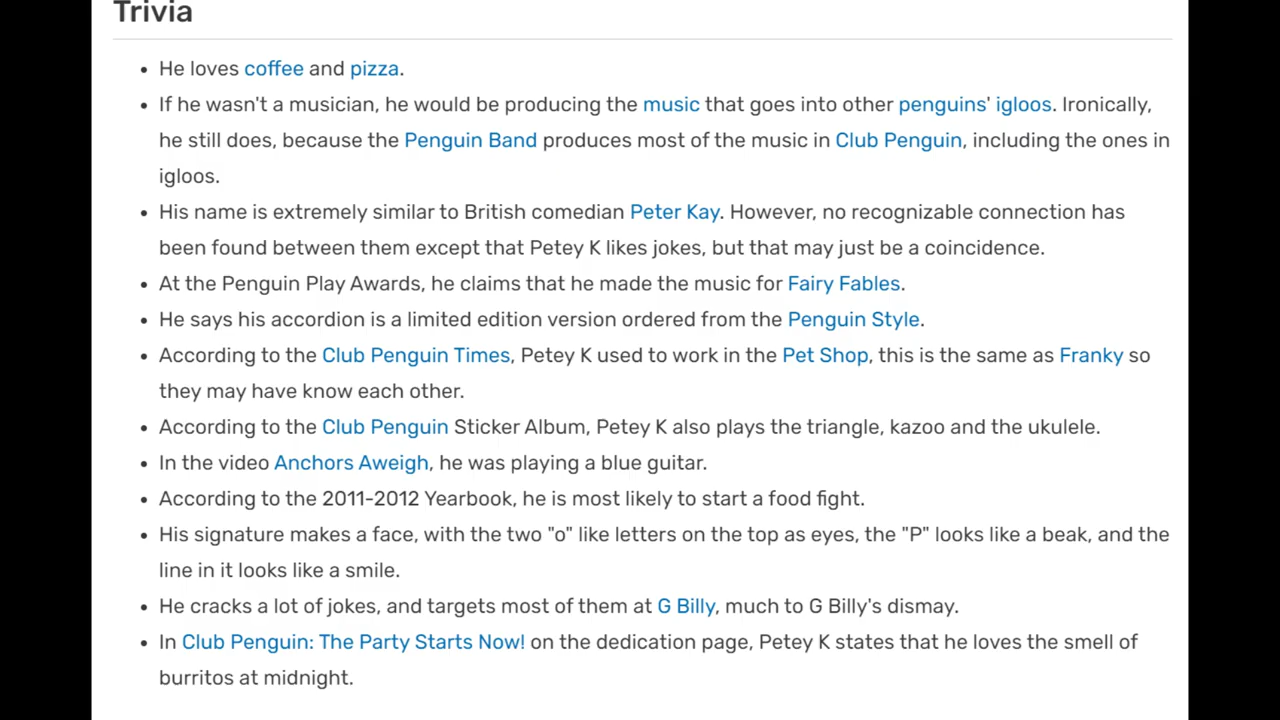 Trivia
• He loves coffee and pizza.
• If he wasn't a musician, he would be producing the music that goes into other penguins' igloos. Ironically,
he still does, because the Penguin Band produces most of the music in Club Penguin, including the ones in
igloos.
• His name is extremely similar to British comedian Peter Kay. However, no recognizable connection has
been found between them except that Petey K likes jokes, but that may just be a coincidence.
• At the Penguin Play Awards, he claims that he made the music for Fairy Fables.
• He says his accordion is a limited edition version ordered from the Penguin Style.
• According to the Club Penguin Times, Petey K used to work in the Pet Shop, this is the same as Franky so
they may have know each other.
• According to the Club Penguin Sticker Album, Petey K also plays the triangle, kazoo and the ukulele.
• In the video Anchors Aweigh, he was playing a blue guitar.
• According to the 2011-2012 Yearbook, he is most likely to start a food fight.
• His signature makes a face, with the two "o" like letters on the top as eyes, the "P" looks like a beak, and the
line in it looks like a smile.
• He cracks a lot of jokes, and targets most of them at G Billy, much to G Billy's dismay.
• In Club Penguin: The Party Starts Now! on the dedication page, Petey K states that he loves the smell of
burritos at midnight.